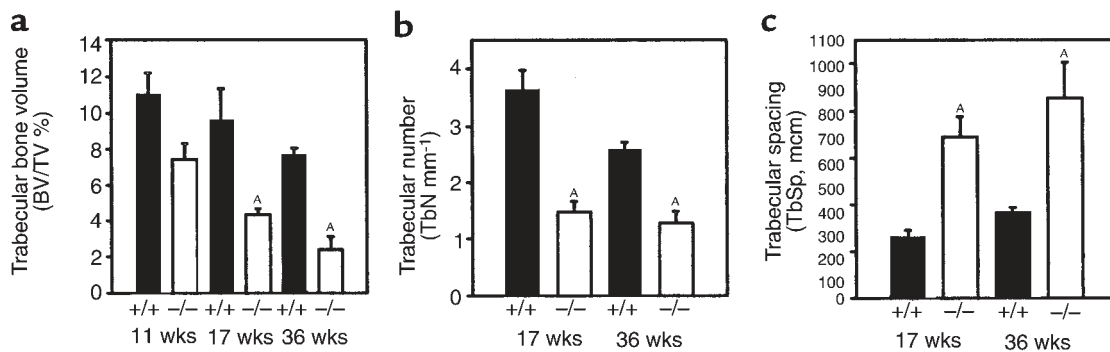 a
Trabecular bone volume
(BV/TV %)
14
12
10
8
6
4
2
0
A
A
+/+ –/– +/+ –/– +/+ –/–
11 wks 17 wks 36 wks
b
Trabecular number
(TbN mm⁻¹)
4
3
2
1
0
A
A
+/+ –/– +/+ –/–
17 wks 36 wks
c
Trabecular spacing
(TbSp, mcm)
1100
1000
900
800
700
600
500
400
300
200
100
0
A
A
+/+ –/– +/+ –/–
17 wks 36 wks